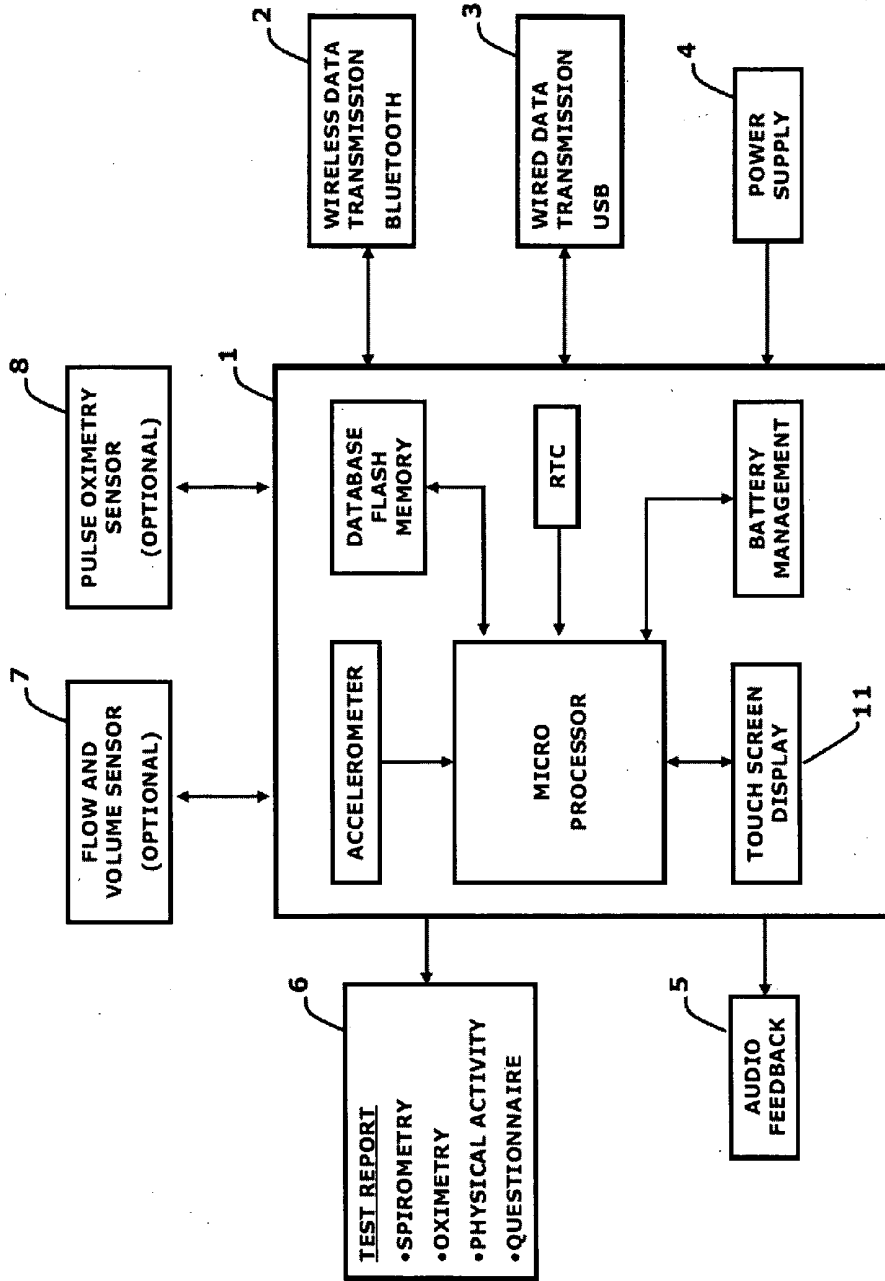 7
FLOW AND
VOLUME SENSOR
(OPTIONAL)
8
PULSE OXIMETRY
SENSOR
(OPTIONAL)
6
TEST REPORT
•SPIROMETRY
•OXIMETRY
•PHYSICAL ACTIVITY
•QUESTIONNAIRE
1
ACCELEROMETER
DATABASE
FLASH
MEMORY
2
WIRELESS DATA
TRANSMISSION
BLUETOOTH
MICRO
PROCESSOR
RTC
3
WIRED DATA
TRANSMISSION
USB
5
AUDIO
FEEDBACK
TOUCH SCREEN
DISPLAY
11
BATTERY
MANAGEMENT
4
POWER
SUPPLY